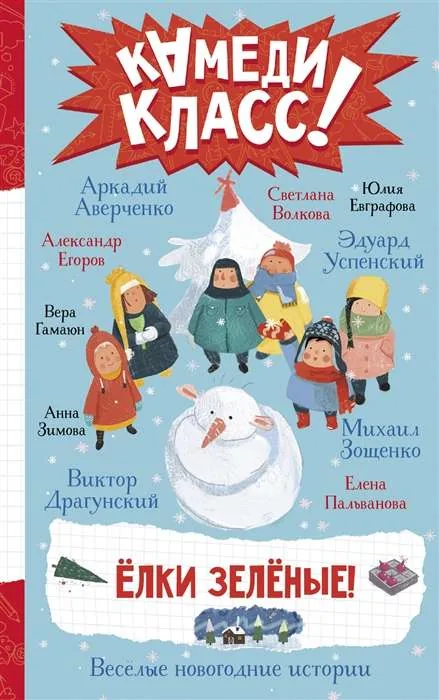 КАМЕДИ
КЛАСС!
Аркадий
Аверченко
Светлана
Волкова
Юлия
Евграфова
Александр
Егоров
Эдуард
Успенский
Вера
Гамаюн
Анна
Зимова
Михаил
Зощенко
Виктор
Драгунский
Елена
Пальванова
ЁЛКИ ЗЕЛЁНЫЕ!
Весёлые новогодние истории